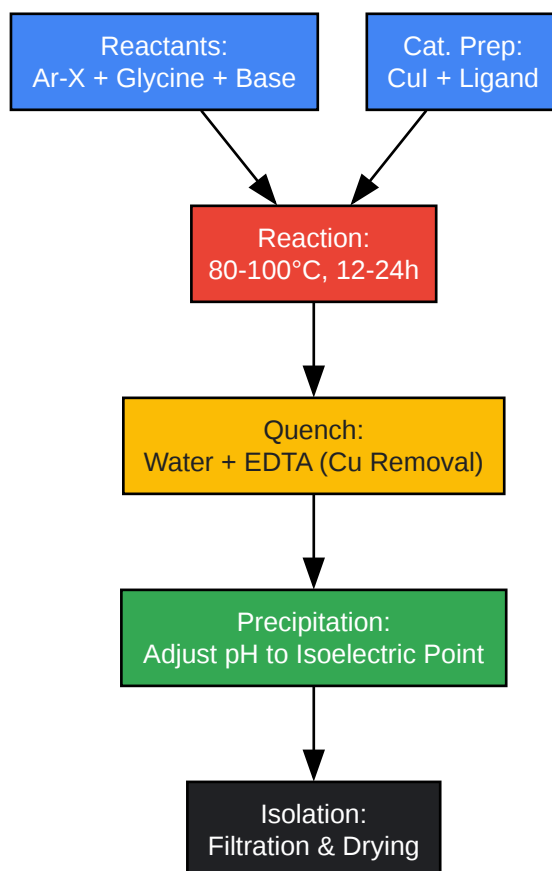 Reactants:
Ar-X + Glycine + Base
Cat. Prep:
CuI + Ligand
Reaction:
80-100°C, 12-24h
Quench:
Water + EDTA (Cu Removal)
Precipitation:
Adjust pH to Isoelectric Point
Isolation:
Filtration & Drying